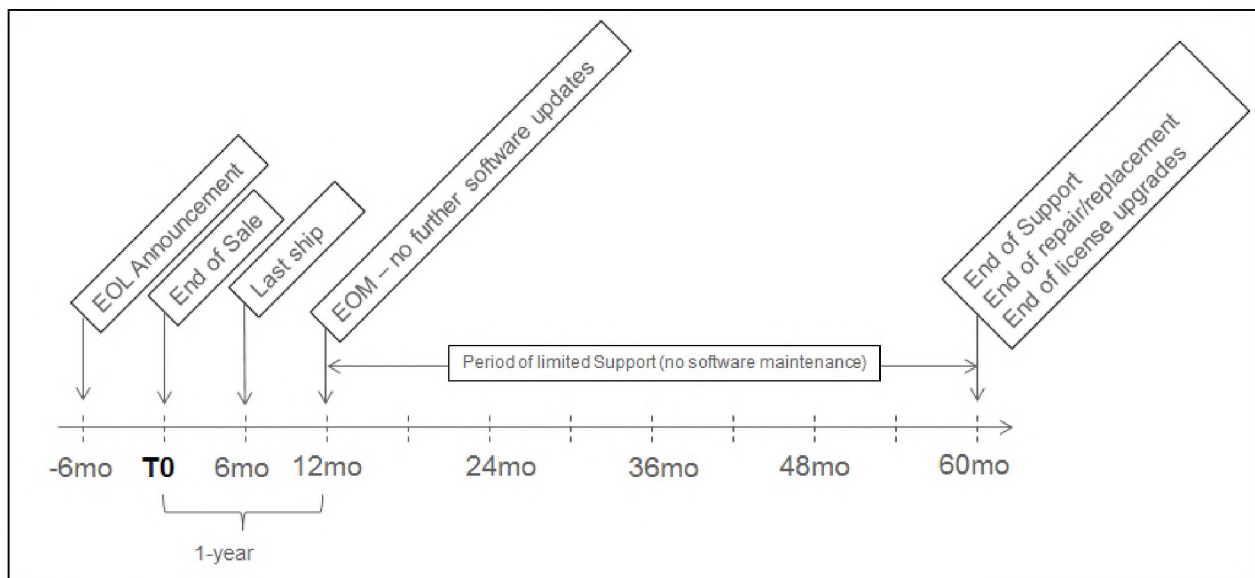 EOL Announcement
End of Sale
Last ship
EOM – no further software updates
End of Support
End of repair/replacement
End of license upgrades
Period of limited Support (no software maintenance)
-6mo T0 6mo 12mo 24mo 36mo 48mo 60mo
1-year